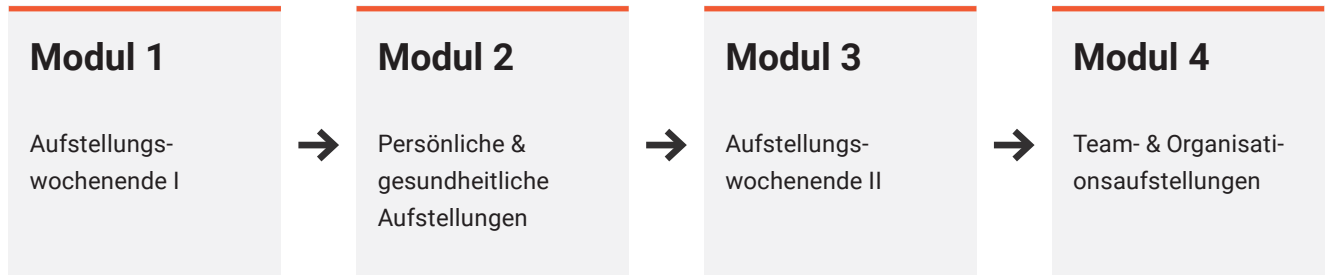 Modul 1
Aufstellungs-
wochenende I
Modul 2
Persönliche &
gesundheitliche
Aufstellungen
Modul 3
Aufstellungs-
wochenende II
Modul 4
Team- & Organisati-
onsaufstellungen